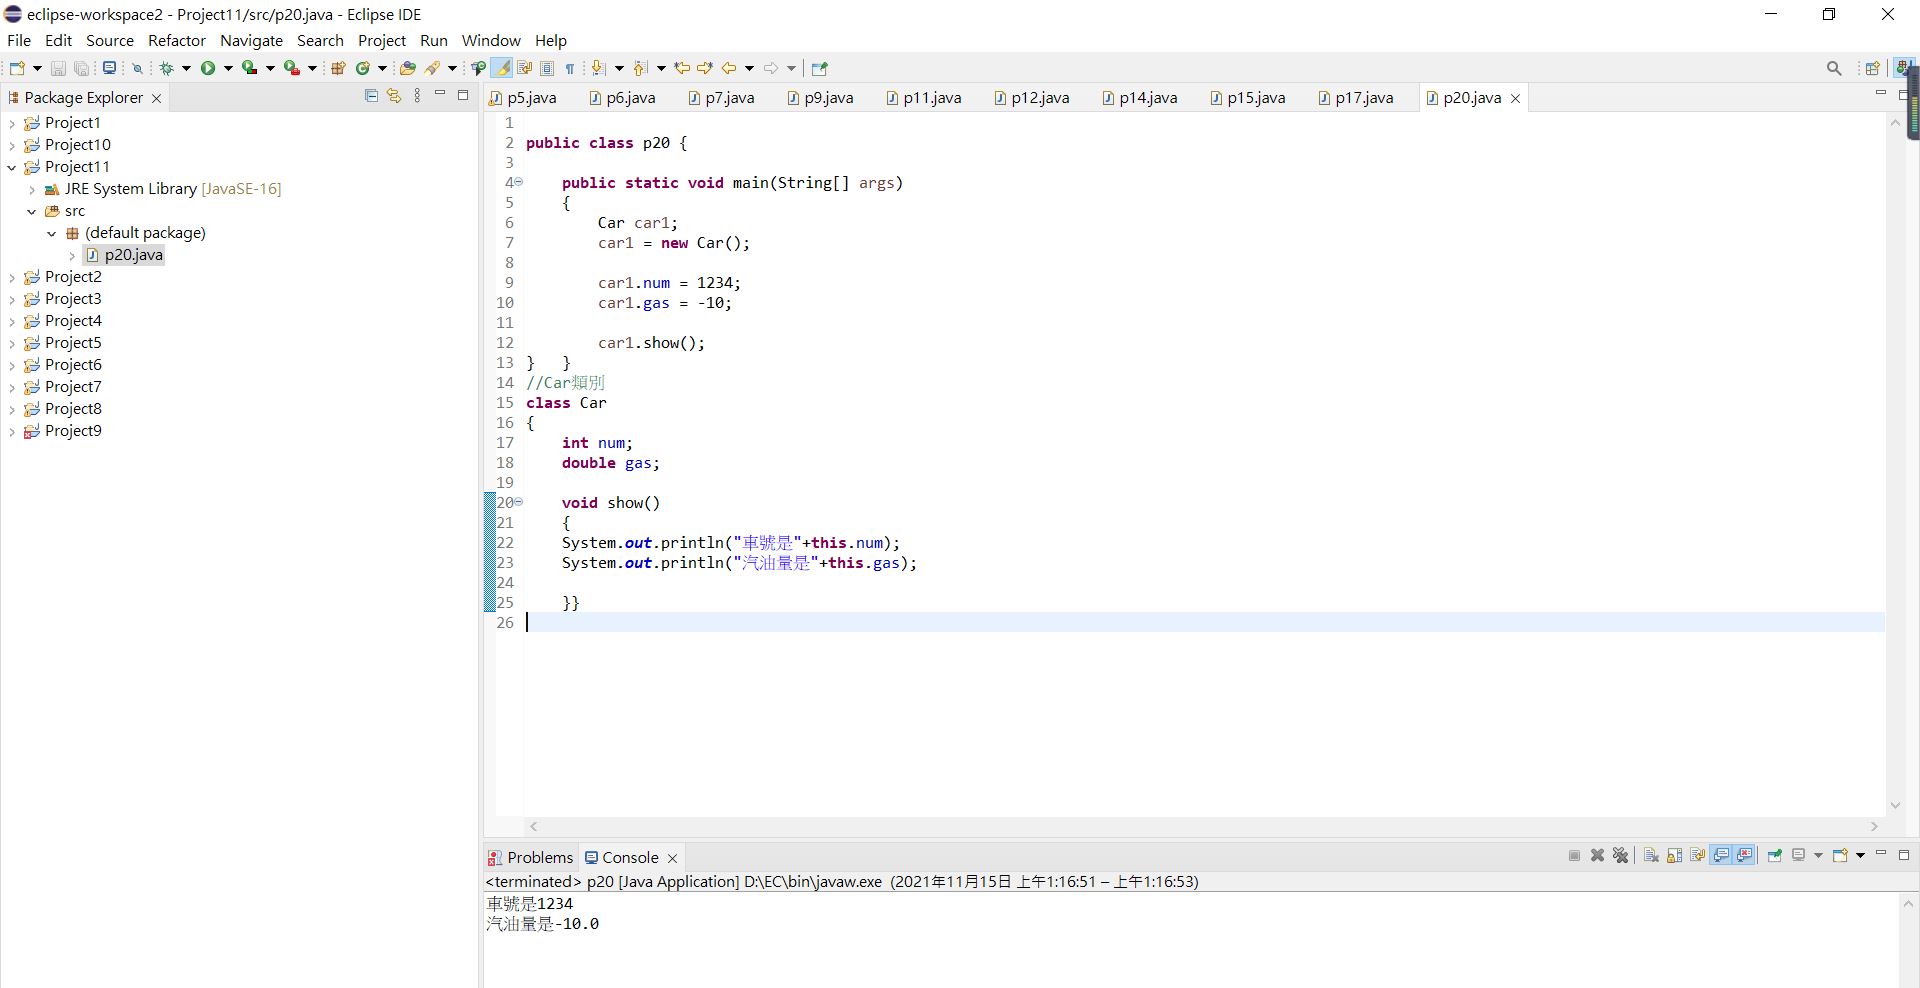 eclipse-workspace2 - Project11/src/p20.java - Eclipse IDE
File Edit Source Refactor Navigate Search Project Run Window Help
Package Explorer
Project1
Project10
Project11
JRE System Library [JavaSE-16]
src
(default package)
p20.java
Project2
Project3
Project4
Project5
Project6
Project7
Project8
Project9
p5.java p6.java p7.java p9.java p11.java p12.java p14.java p15.java p17.java p20.java
1
2 public class p20 {
3
4 public static void main(String[] args)
5 {
6 Car car1;
7 car1 = new Car();
8
9 car1.num = 1234;
10 car1.gas = -10;
11
12 car1.show();
13 } }
14 //Car類別
15 class Car
16 {
17 int num;
18 double gas;
19
20 void show()
21 {
22 System.out.println("車號是"+this.num);
23 System.out.println("汽油量是"+this.gas);
24
25 }}
26
Problems Console
<terminated> p20 [Java Application] D:\EC\bin\javaw.exe (2021年11月15日 上午1:16:51 – 上午1:16:53)
車號是1234
汽油量是-10.0